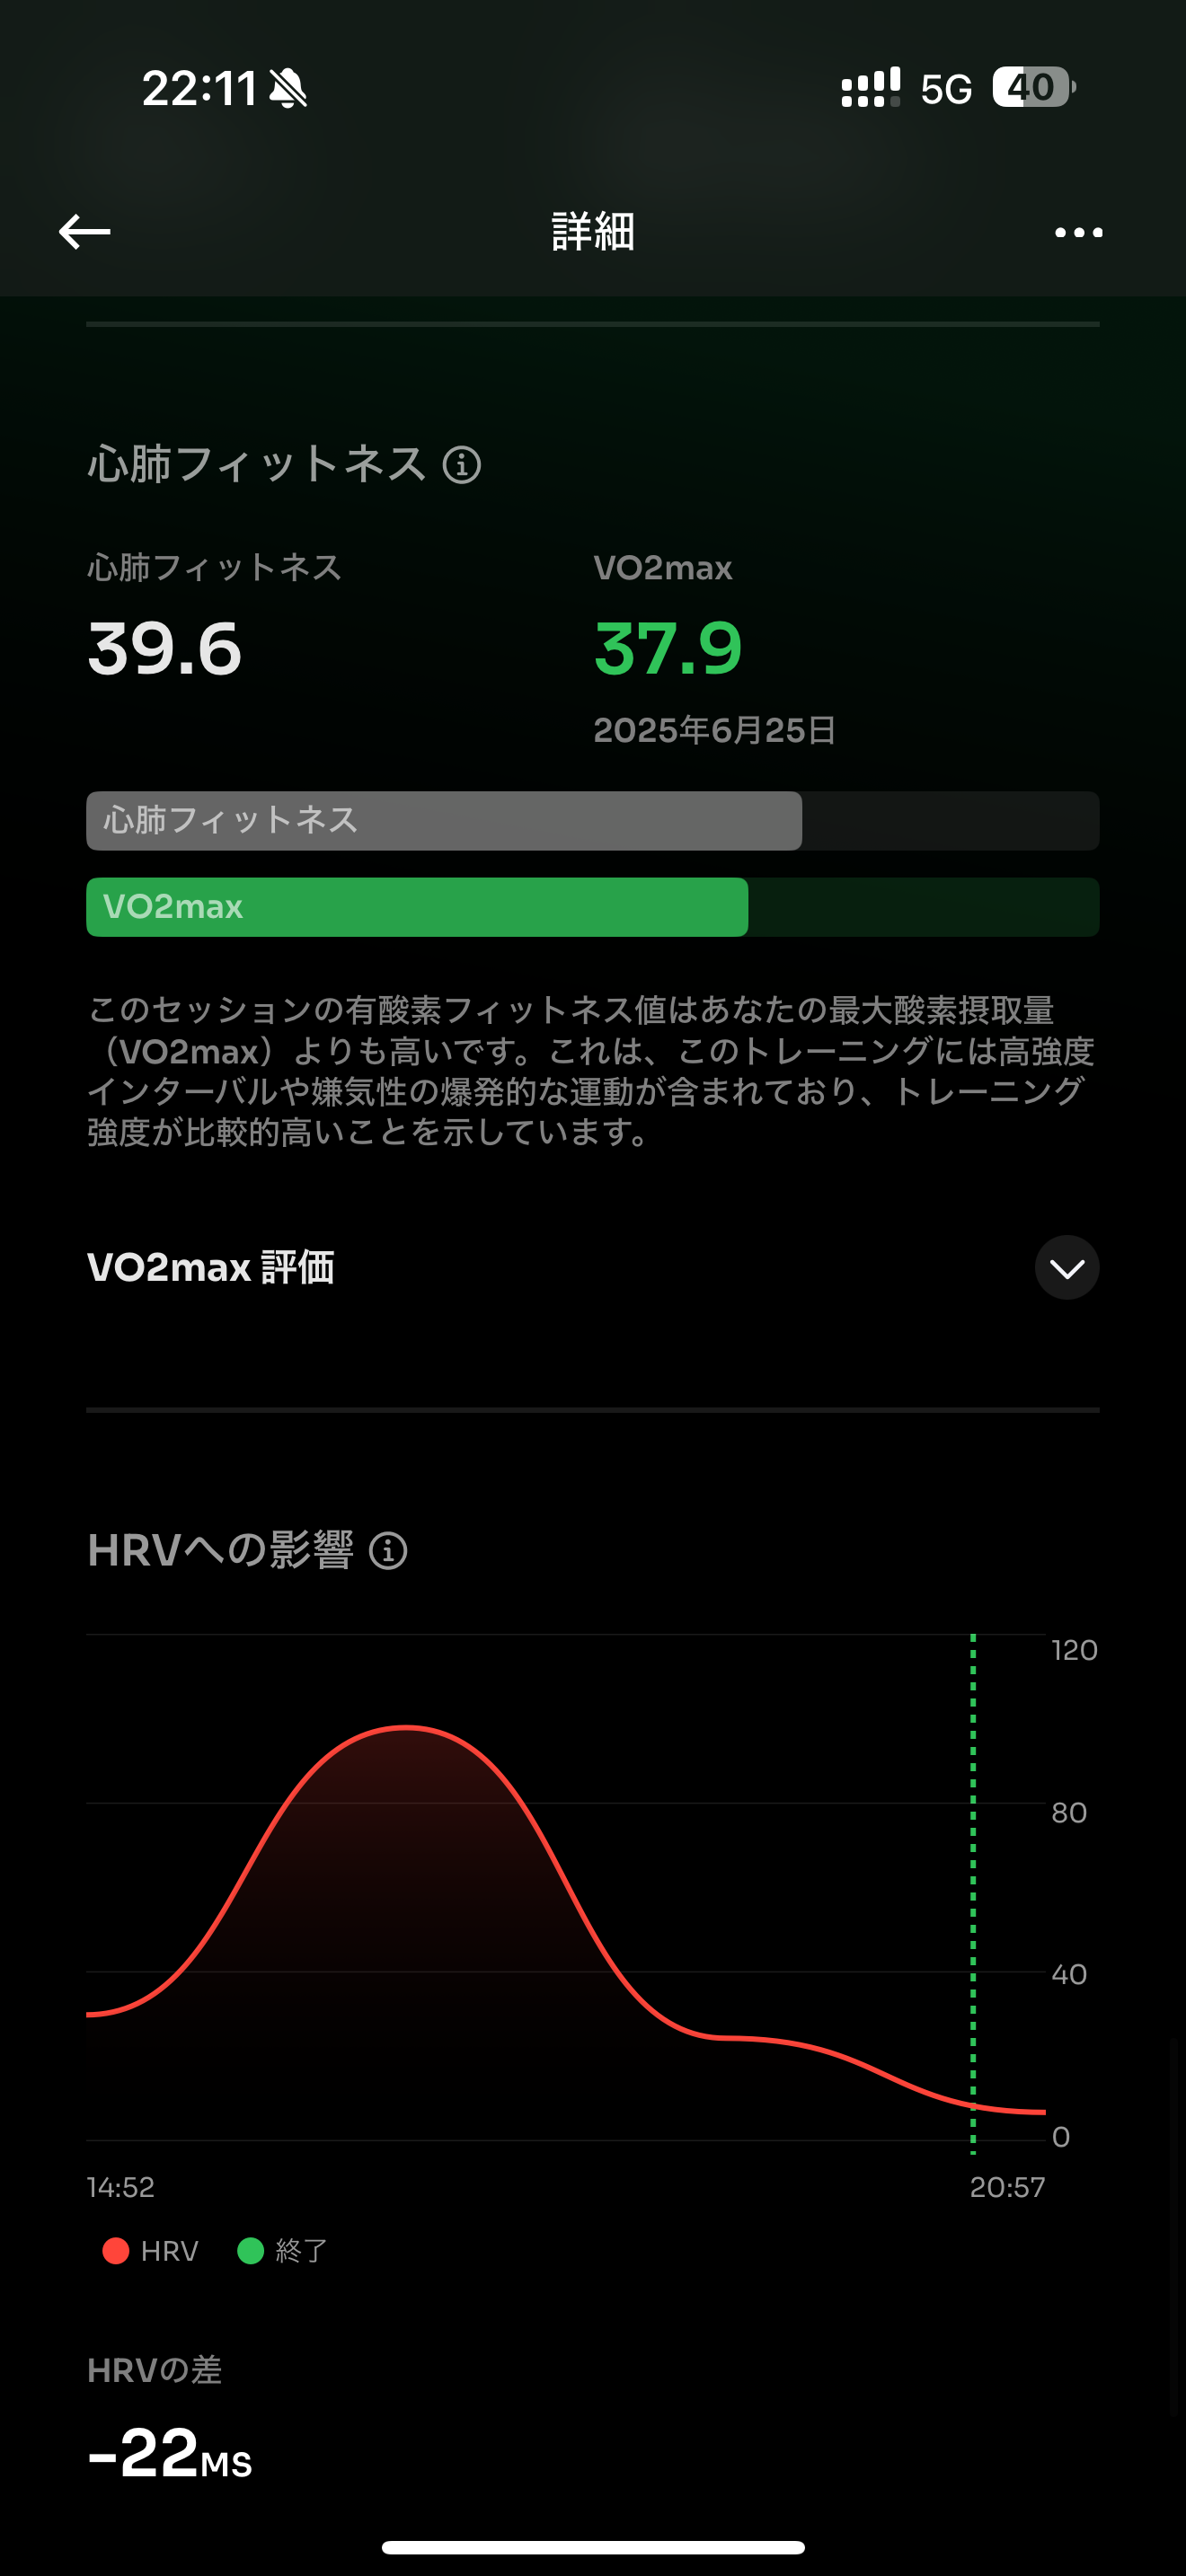 22:11
5G 40
詳細
心肺フィットネス
心肺フィットネス VO2max
39.6 37.9
2025年6月25日
心肺フィットネス
VO2max
このセッションの有酸素フィットネス値はあなたの最大酸素摂取量
（VO2max）よりも高いです。これは、このトレーニングには高強度
インターバルや嫌気性の爆発的な運動が含まれており、トレーニング
強度が比較的高いことを示しています。
VO2max 評価
HRVへの影響
120
80
40
0
14:52 20:57
HRV 終了
HRVの差
-22MS